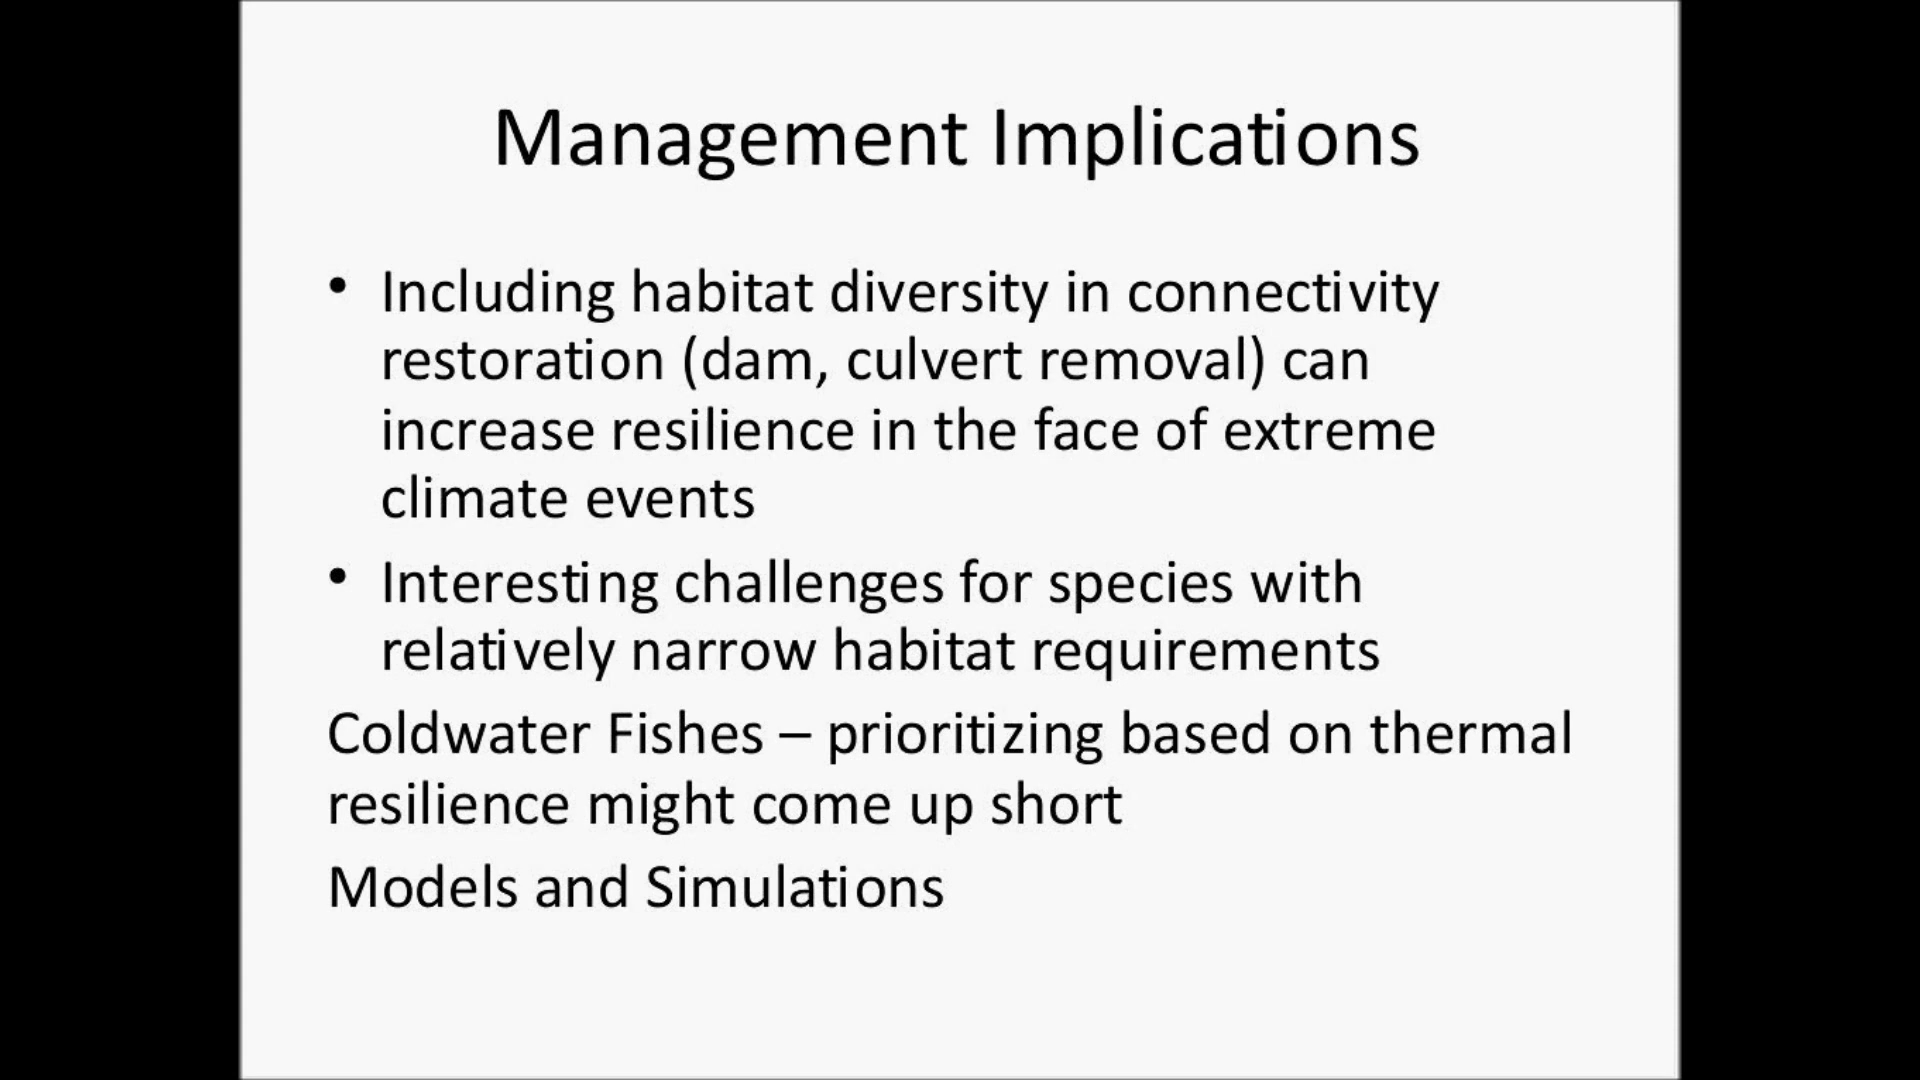 Management Implications
• Including habitat diversity in connectivity
restoration (dam, culvert removal) can
increase resilience in the face of extreme
climate events
• Interesting challenges for species with
relatively narrow habitat requirements
Coldwater Fishes – prioritizing based on thermal
resilience might come up short
Models and Simulations